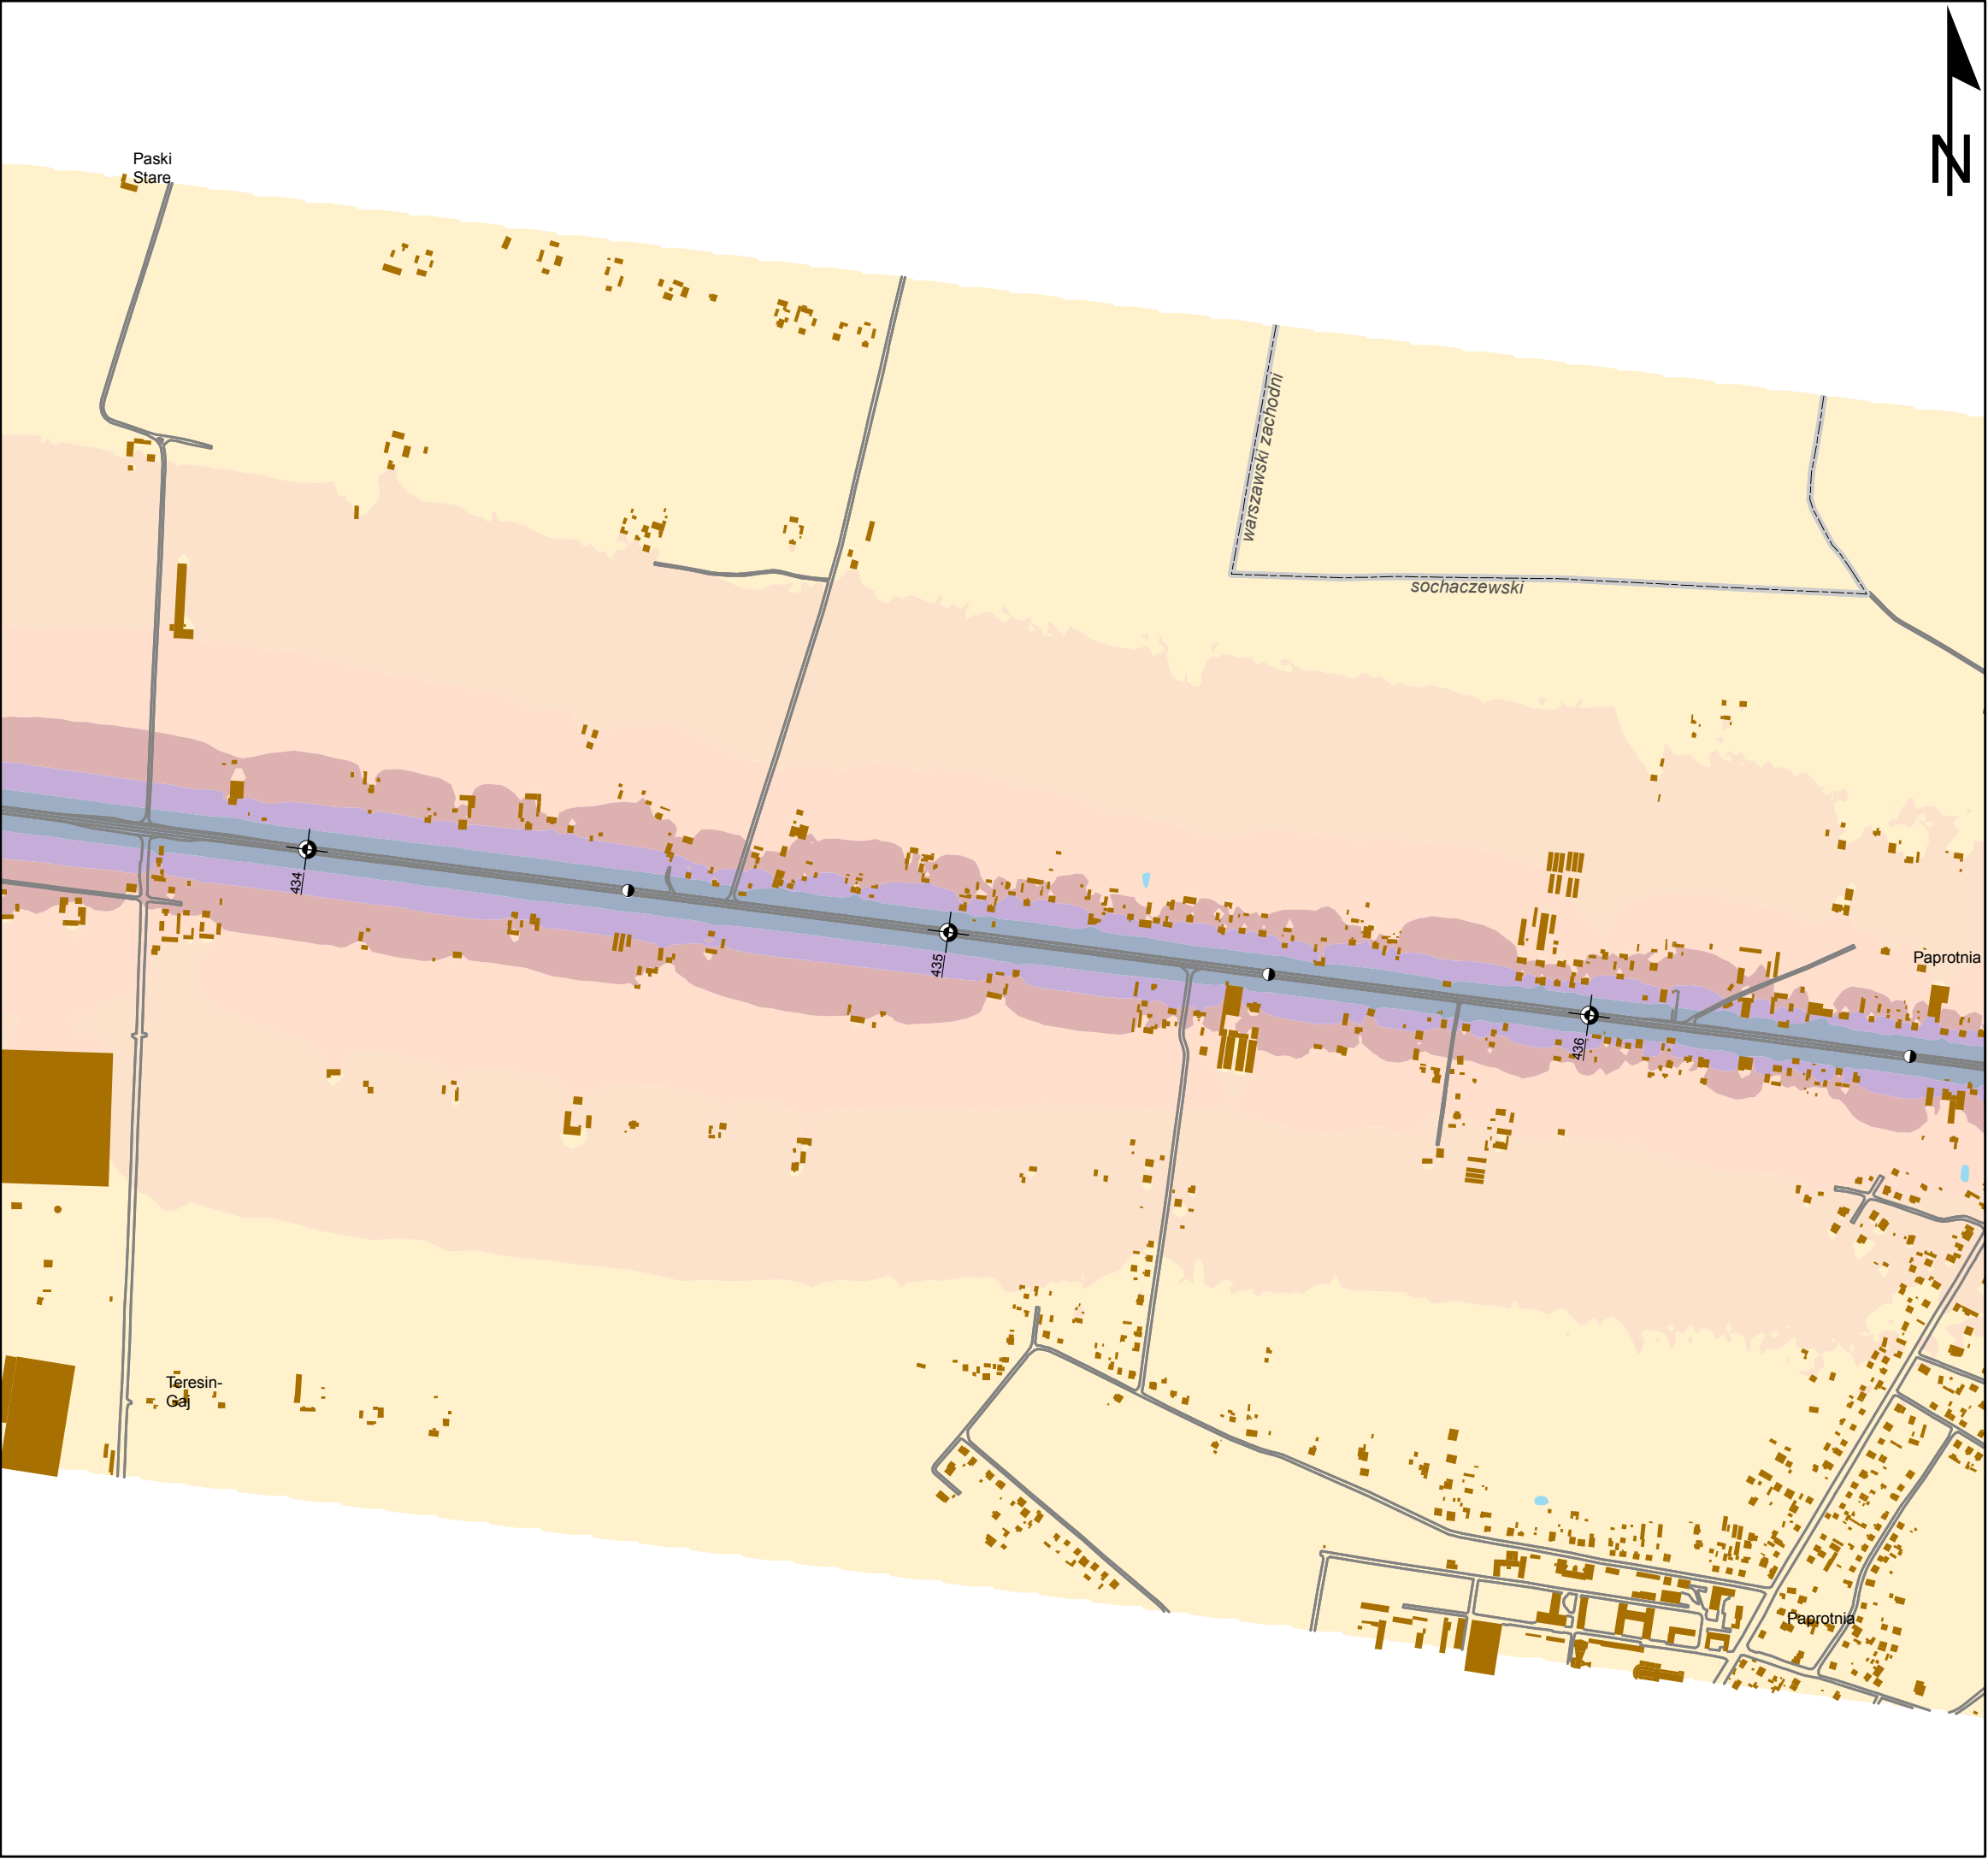 N
Paski
Stare
warszawski zachodni
sochaczewski
434
435
Paprotnia
436
Teresin-
Gaj
Paprotnia